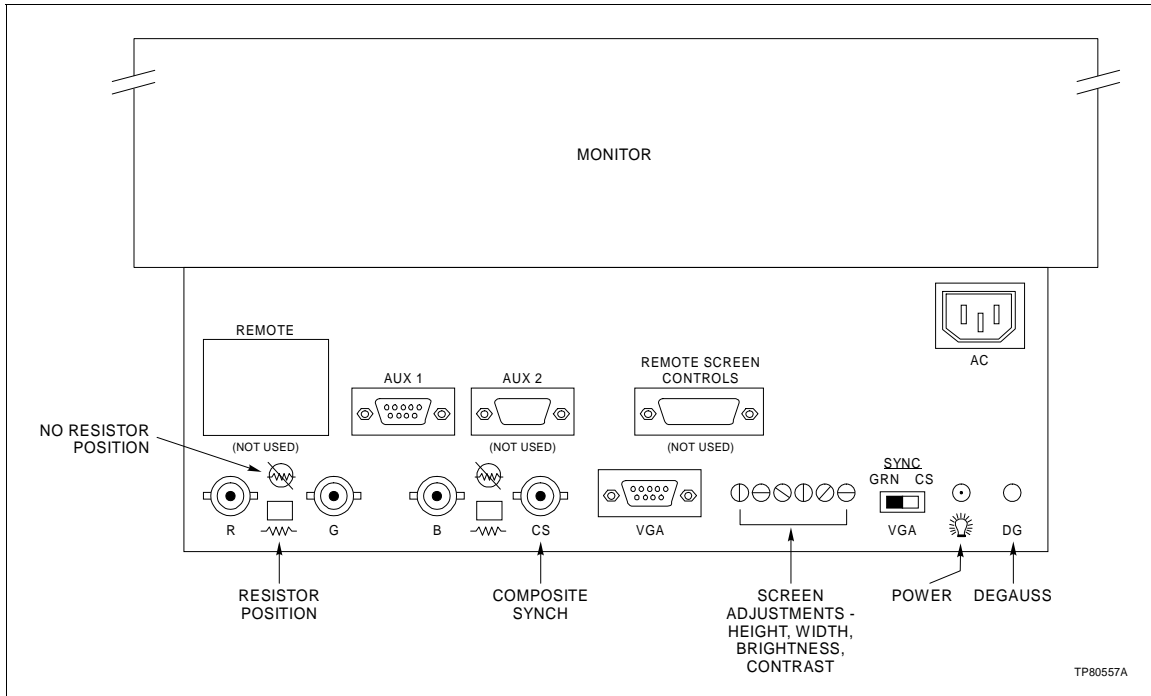 MONITOR
REMOTE
(NOT USED)
AUX 1
AUX 2
(NOT USED)
REMOTE SCREEN
CONTROLS
(NOT USED)
AC
NO RESISTOR
POSITION
R
G
B
CS
VGA
SYNC
GRN CS
VGA
DG
RESISTOR
POSITION
COMPOSITE
SYNCH
SCREEN
ADJUSTMENTS -
HEIGHT, WIDTH,
BRIGHTNESS,
CONTRAST
POWER
DEGAUSS
TP80557A